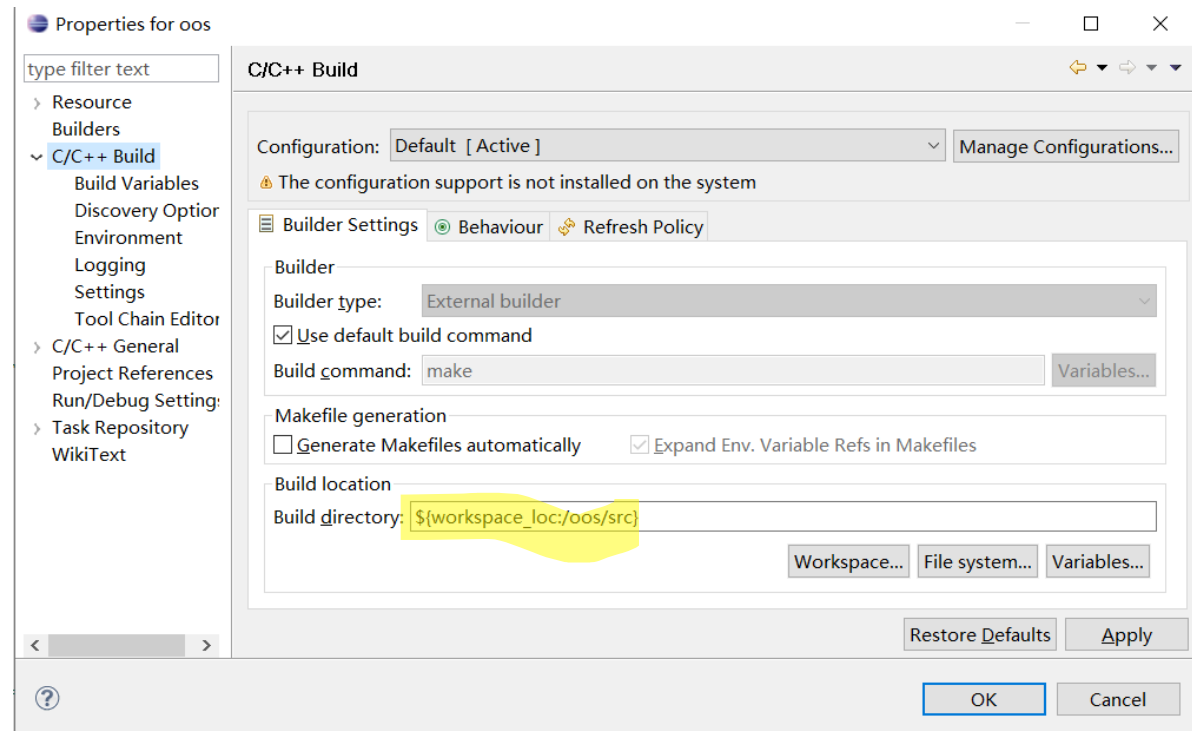 Properties for oos
type filter text
C/C++ Build
Resource
Builders
C/C++ Build
Build Variables
Discovery Option
Environment
Logging
Settings
Tool Chain Editor
C/C++ General
Project References
Run/Debug Settings
Task Repository
WikiText
Configuration: Default [ Active ] Manage Configurations...
The configuration support is not installed on the system
Builder Settings Behaviour Refresh Policy
Builder
Builder type: External builder
Use default build command
Build command: make Variables...
Makefile generation
Generate Makefiles automatically Expand Env. Variable Refs in Makefiles
Build location
Build directory: ${workspace_loc:/oos/src}
Workspace... File system... Variables...
Restore Defaults Apply
OK Cancel